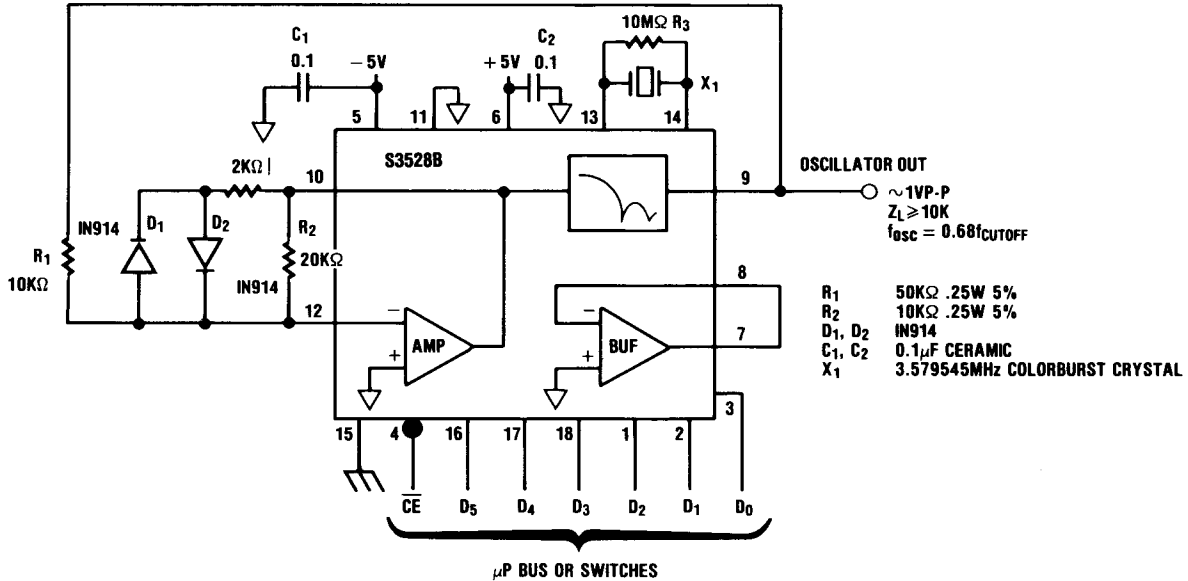 C1
0.1
− 5V
+ 5V
C2
0.1
10MΩ R3
X1
5
11
6
13
14
S3528B
2KΩ
10
9
OSCILLATOR OUT
~1VP-P
ZL ⩾ 10K
fosc = 0.68fCUTOFF
IN914
D1
D2
R1
10KΩ
R2
20KΩ
IN914
12
8
7
−
+
AMP
−
+
BUF
R1 50KΩ .25W 5%
R2 10KΩ .25W 5%
D1, D2 IN914
C1, C2 0.1μF CERAMIC
X1 3.579545MHz COLORBURST CRYSTAL
3
15
4
16
17
18
1
2
C̅E̅
D5
D4
D3
D2
D1
D0
μP BUS OR SWITCHES